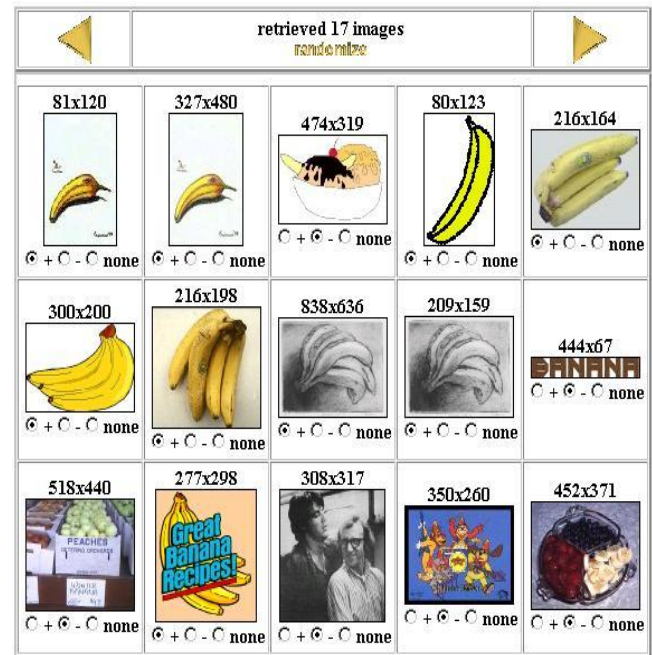 retrieved 17 images
randomize
81x120
327x480
474x319
80x123
216x164
+ - none
+ - none
+ - none
+ - none
+ - none
300x200
216x198
838x636
209x159
444x67
BANANA
+ - none
+ - none
+ - none
+ - none
+ - none
518x440
277x298
308x317
350x260
452x371
PEACHES
WINTER
BANANA
Great
Banana
Recipes!
+ - none
+ - none
+ - none
+ - none
+ - none